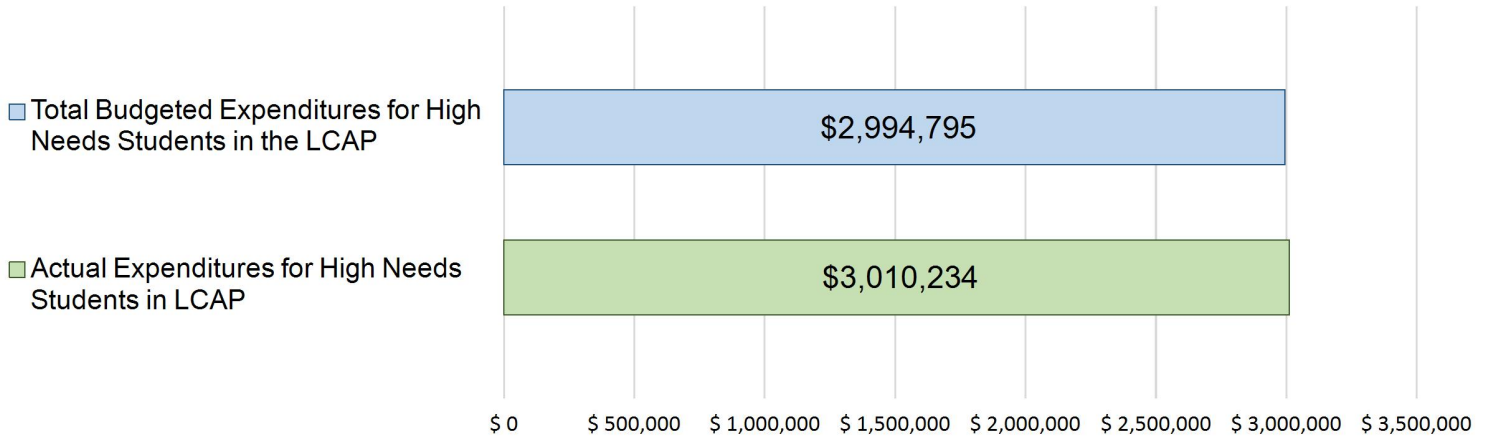 Total Budgeted Expenditures for High
Needs Students in the LCAP
$2,994,795
Actual Expenditures for High Needs
Students in LCAP
$3,010,234
$ 0 $ 500,000 $ 1,000,000 $ 1,500,000 $ 2,000,000 $ 2,500,000 $ 3,000,000 $ 3,500,000